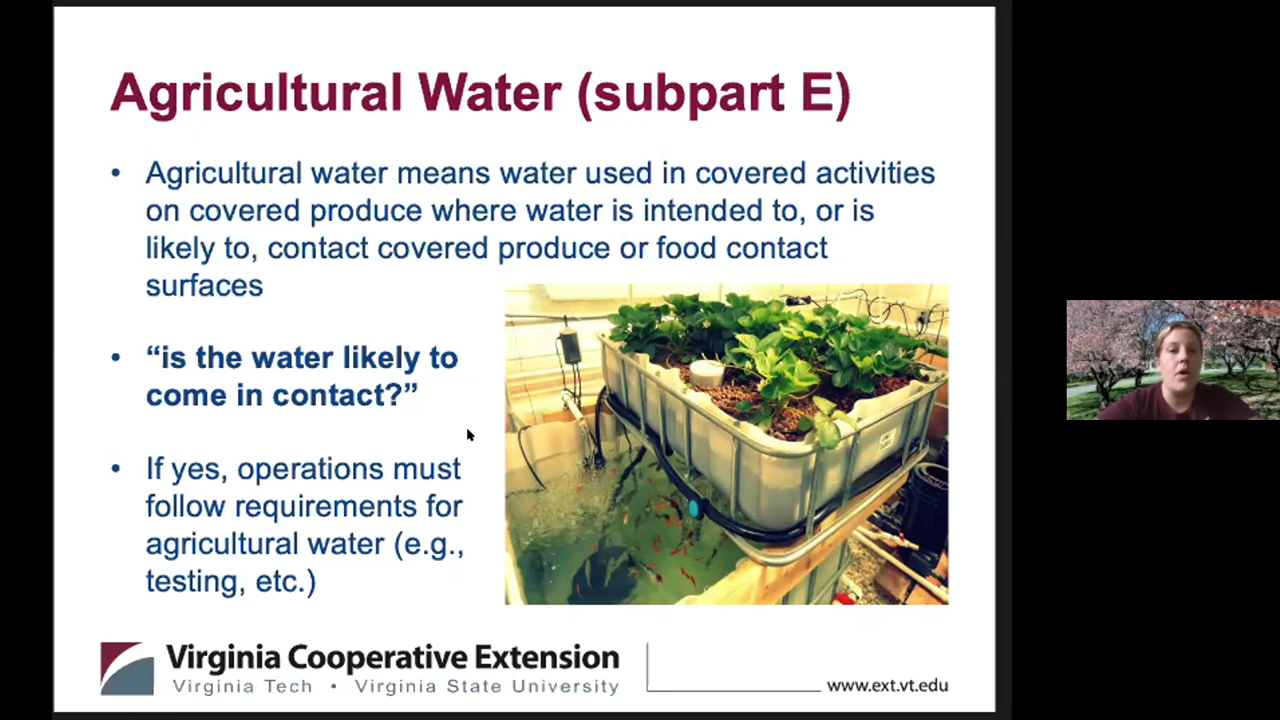 Agricultural Water (subpart E)
• Agricultural water means water used in covered activities
on covered produce where water is intended to, or is
likely to, contact covered produce or food contact
surfaces
• “is the water likely to
come in contact?”
• If yes, operations must
follow requirements for
agricultural water (e.g.,
testing, etc.)
Virginia Cooperative Extension
Virginia Tech • Virginia State University
www.ext.vt.edu